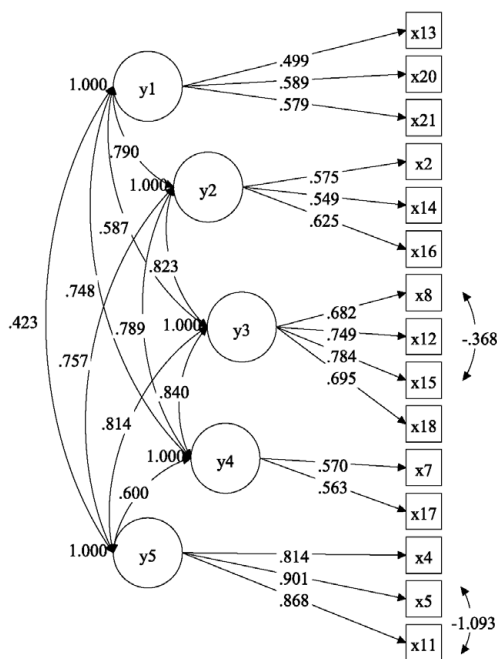 x13
.499
1.000
y1
.589
x20
.579
x21
.790
x2
.575
1.000
y2
.549
x14
.625
x16
.587
.823
x8
.682
.748
1.000
y3
.749
x12
-.368
.423
.789
.784
x15
.757
.695
.840
x18
.814
1.000
y4
.570
x7
.600
.563
x17
1.000
y5
.814
x4
.901
x5
.868
-1.093
x11